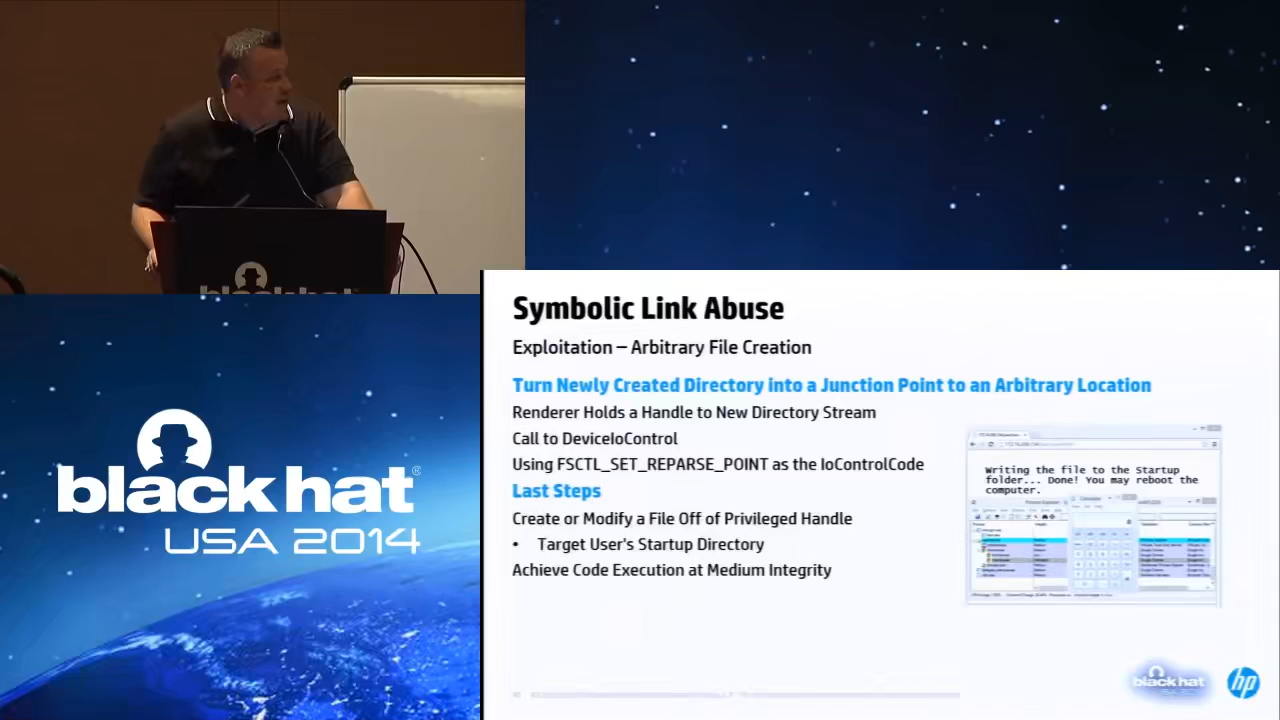 black hat
black hat®
USA 2014
Symbolic Link Abuse
Exploitation – Arbitrary File Creation
Turn Newly Created Directory into a Junction Point to an Arbitrary Location
Renderer Holds a Handle to New Directory Stream
Call to DeviceIoControl
Using FSCTL_SET_REPARSE_POINT as the IoControlCode
Last Steps
Create or Modify a File Off of Privileged Handle
• Target User's Startup Directory
Achieve Code Execution at Medium Integrity
Writing the file to the Startup
folder... Done! You may reboot the
computer.
black hat
hp